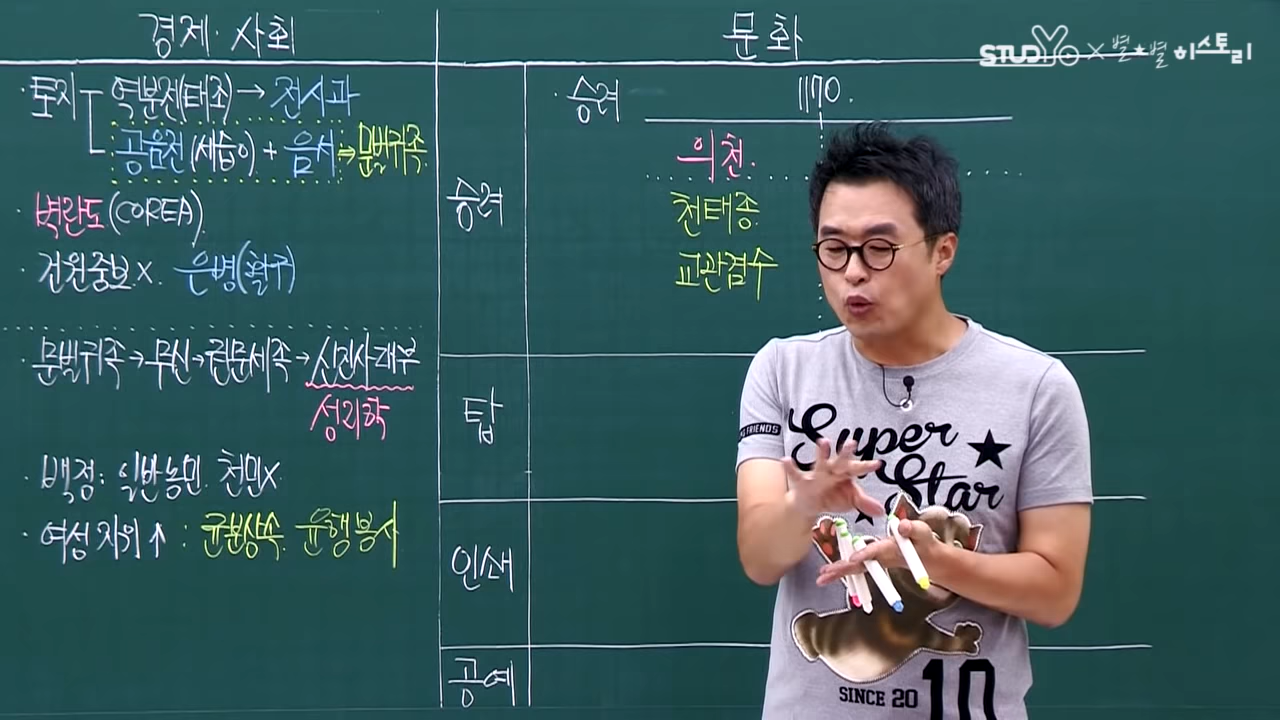 경제·사회
문화
STUDYO × 별★별 히스토리
· 토지 역분전(태조) → 전시과
공음전(세습○) + 음서 ⇒ 문벌귀족
· 벽란도(COREA)
· 건원중보×. 은병(활구)
· 문벌귀족 → 무신 → 권문세족 → 신진사대부
성리학
· 백정: 일반농민. 천민×.
· 여성 지위↑ : 균분상속. 윤행봉사
승려
탑
인쇄
공예
· 승려
1170.
의천.
천태종
교관겸수
FRIENDS
Super
Star
SINCE 20
10